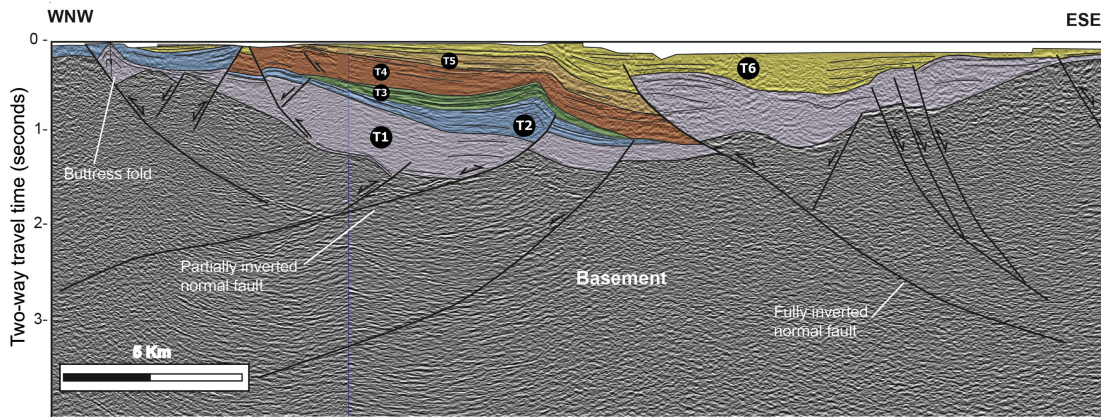 WNW
ESE
0
T5
T6
T4
T3
T1
T2
1
Buttress fold
2
Partially inverted
normal fault
Basement
Fully inverted
normal fault
3
5 Km
Two-way travel time (seconds)